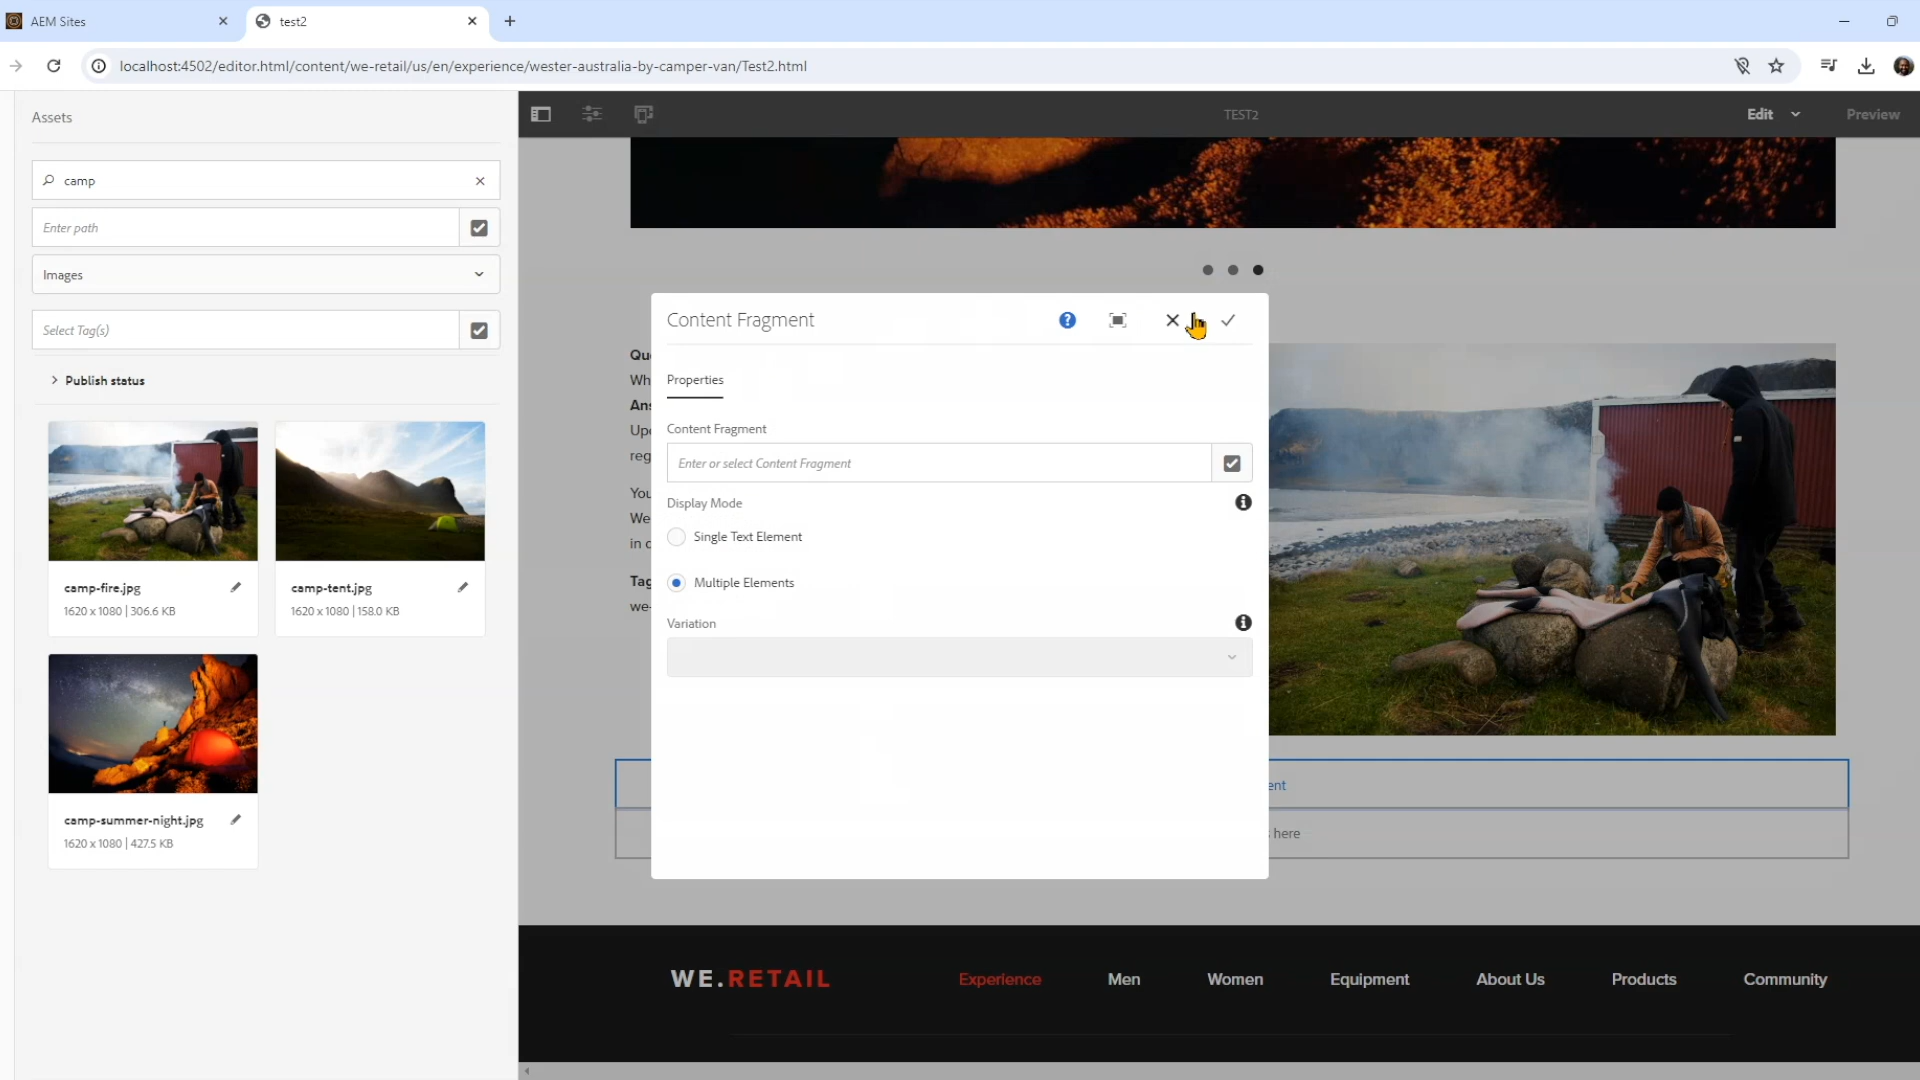 AEM Sites
test2
localhost:4502/editor.html/content/we-retail/us/en/experience/wester-australia-by-camper-van/Test2.html
Assets
camp
Enter path
Images
Select Tag(s)
Publish status
camp-fire.jpg
1620 x 1080 | 306.6 KB
camp-tent.jpg
1620 x 1080 | 158.0 KB
camp-summer-night.jpg
1620 x 1080 | 427.5 KB
TEST2
Edit
Preview
Content Fragment
Properties
Content Fragment
Enter or select Content Fragment
Display Mode
Single Text Element
Multiple Elements
Variation
here
WE.RETAIL
Experience
Men
Women
Equipment
About Us
Products
Community